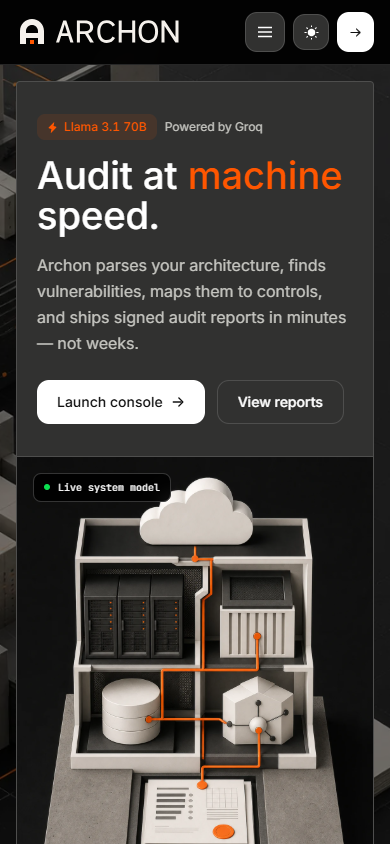 ARCHON
Llama 3.1 70B Powered by Groq
Audit at machine
speed.
Archon parses your architecture, finds
vulnerabilities, maps them to controls,
and ships signed audit reports in minutes
— not weeks.
Launch console → View reports
Live system model